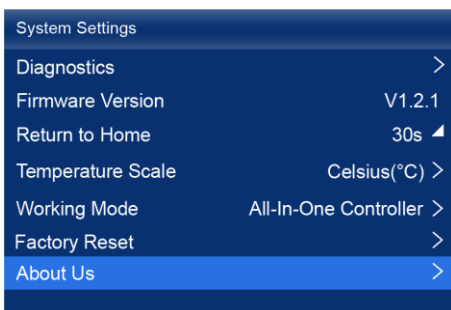 System Settings
Diagnostics >
Firmware Version V1.2.1
Return to Home 30s
Temperature Scale Celsius(°C) >
Working Mode All-In-One Controller >
Factory Reset >
About Us >